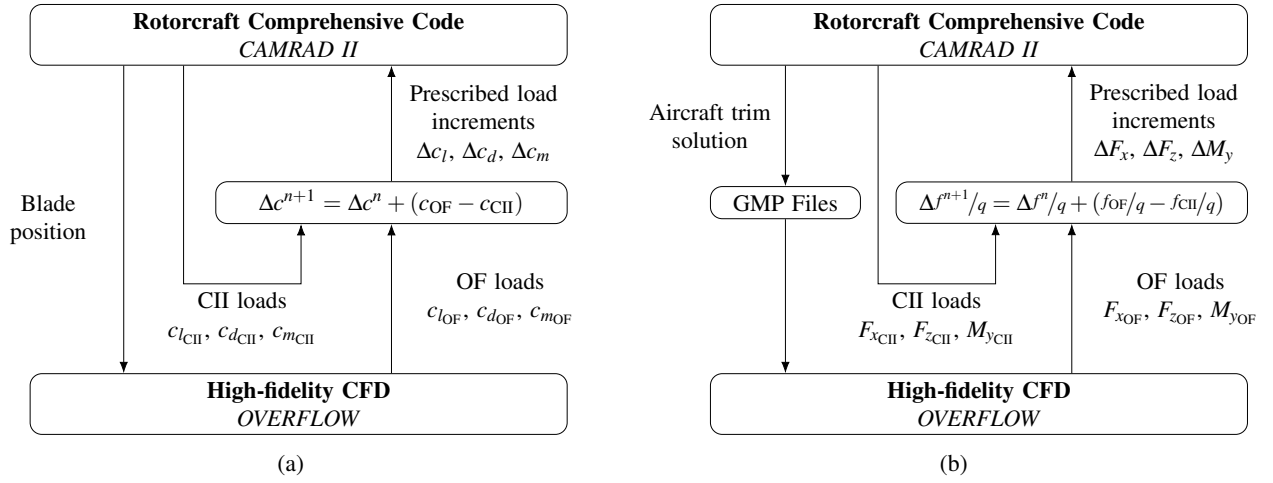 Rotorcraft Comprehensive Code
CAMRAD II
Blade
position
Prescribed load
increments
Δc_l, Δc_d, Δc_m
Δc^{n+1} = Δc^n + (c_OF − c_CII)
CII loads
c_{l_CII}, c_{d_CII}, c_{m_CII}
OF loads
c_{l_OF}, c_{d_OF}, c_{m_OF}
High-fidelity CFD
OVERFLOW
(a)
Rotorcraft Comprehensive Code
CAMRAD II
Aircraft trim
solution
GMP Files
Prescribed load
increments
ΔF_x, ΔF_z, ΔM_y
Δf^{n+1}/q = Δf^n/q + (f_OF/q − f_CII/q)
CII loads
F_{x_CII}, F_{z_CII}, M_{y_CII}
OF loads
F_{x_OF}, F_{z_OF}, M_{y_OF}
High-fidelity CFD
OVERFLOW
(b)